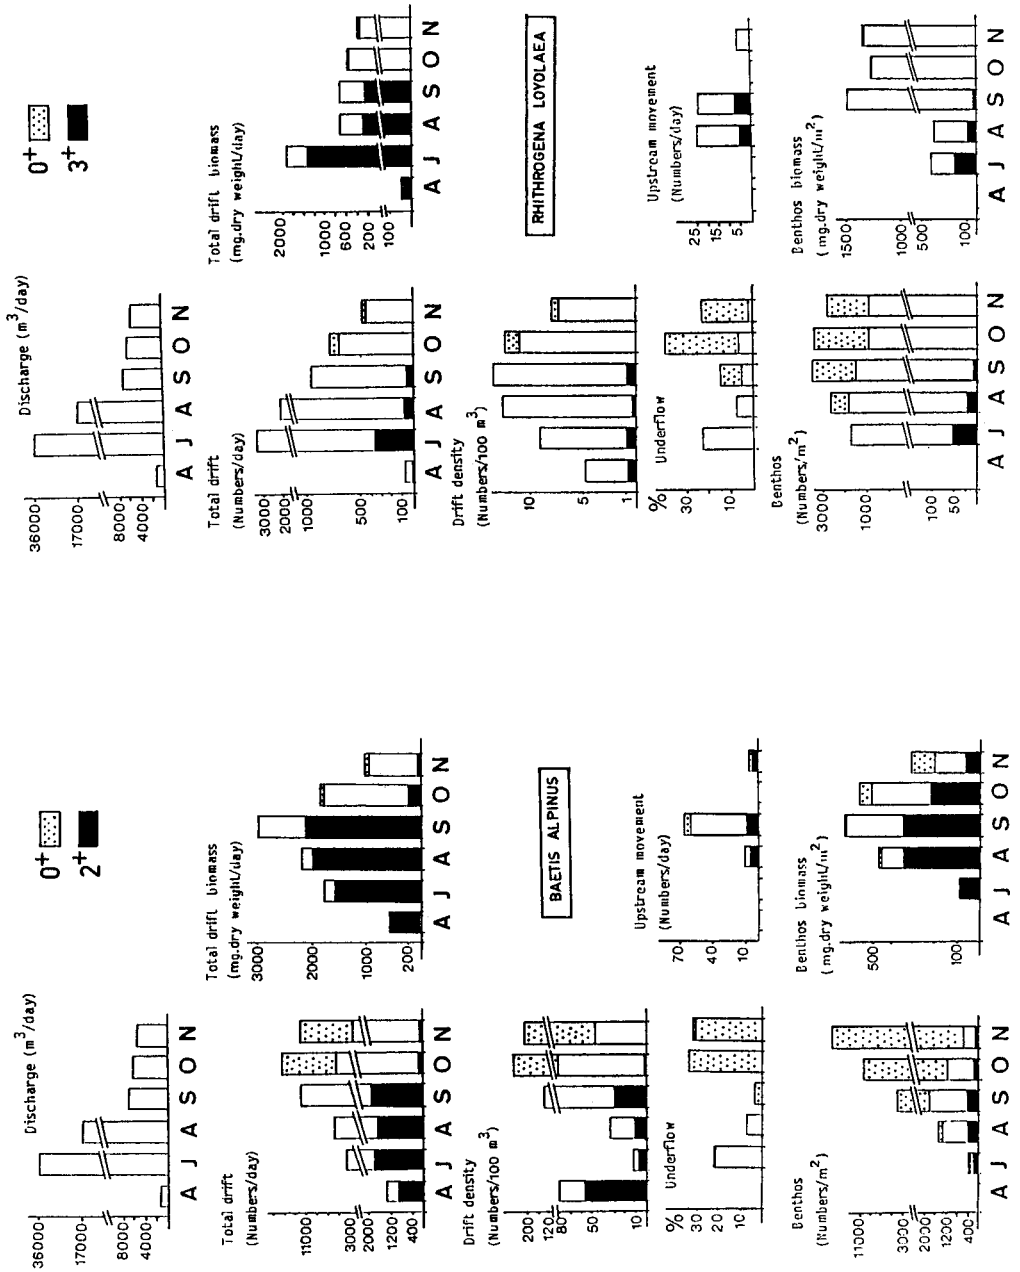 Discharge (m³/day)
36000
17000
8000
4000
A J A S O N
Total drift
(Numbers/day)
11000
3000
2000
1200
400
A J A S O N
Drift density
(Numbers/100 m³)
200
120
80
50
10
Underflow
%
30
20
10
Benthos
(Numbers/m²)
11000
3000
2000
1200
400
A J A S O N
0+
2+
Total drift biomass
(mg.dry weight/day)
3000
2000
1000
200
A J A S O N
BAETIS ALPINUS
Upstream movement
(Numbers/day)
70
40
10
Benthos biomass
(mg.dry weight/m²)
500
100
A J A S O N
Discharge (m³/day)
36000
17000
8000
4000
A J A S O N
Total drift
(Numbers/day)
3000
2000
1000
500
100
A J A S O N
Drift density
(Numbers/100 m³)
10
5
1
Underflow
%
30
10
Benthos
(Numbers/m²)
3000
1000
100
50
A J A S O N
0+
3+
Total drift biomass
(mg.dry weight/day)
2000
1000
600
200
100
A J A S O N
RHITHROGENA LOYOLAEA
Upstream movement
(Numbers/day)
25
15
5
Benthos biomass
(mg.dry weight/m²)
1500
1000
500
100
A J A S O N